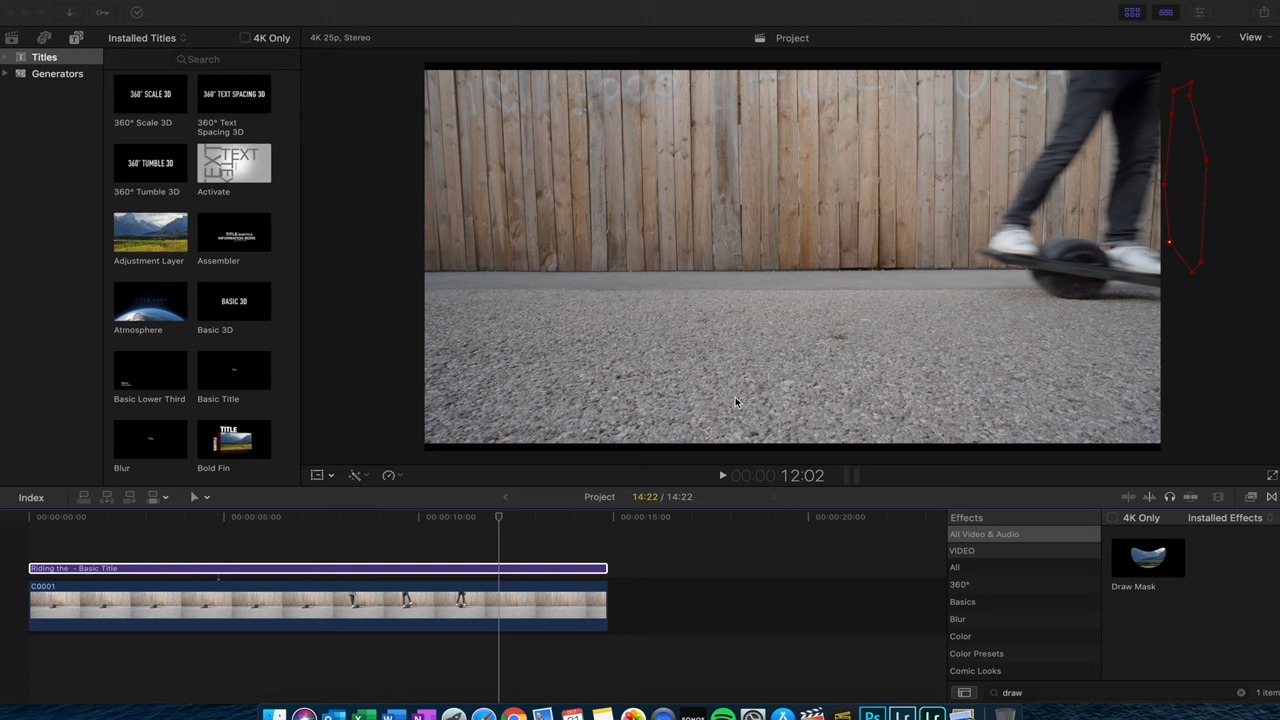 Installed Titles
4K Only
4K 25p, Stereo
Project
50%
View
Titles
Generators
Search
360° SCALE 3D
360° TEXT SPACING 3D
360° Scale 3D
360° Text
Spacing 3D
360° TUMBLE 3D
TEXT
360° Tumble 3D
Activate
Adjustment Layer
Assembler
BASIC 3D
Atmosphere
Basic 3D
Basic Lower Third
Basic Title
TITLE
Blur
Bold Fin
00:00:00:12:02
Index
Project
14:22 / 14:22
00:00:00:00
00:00:05:00
00:00:10:00
00:00:15:00
00:00:20:00
Riding the - Basic Title
C0001
Effects
4K Only
Installed Effects
All Video & Audio
VIDEO
All
360°
Basics
Blur
Color
Color Presets
Comic Looks
Draw Mask
draw
1 item